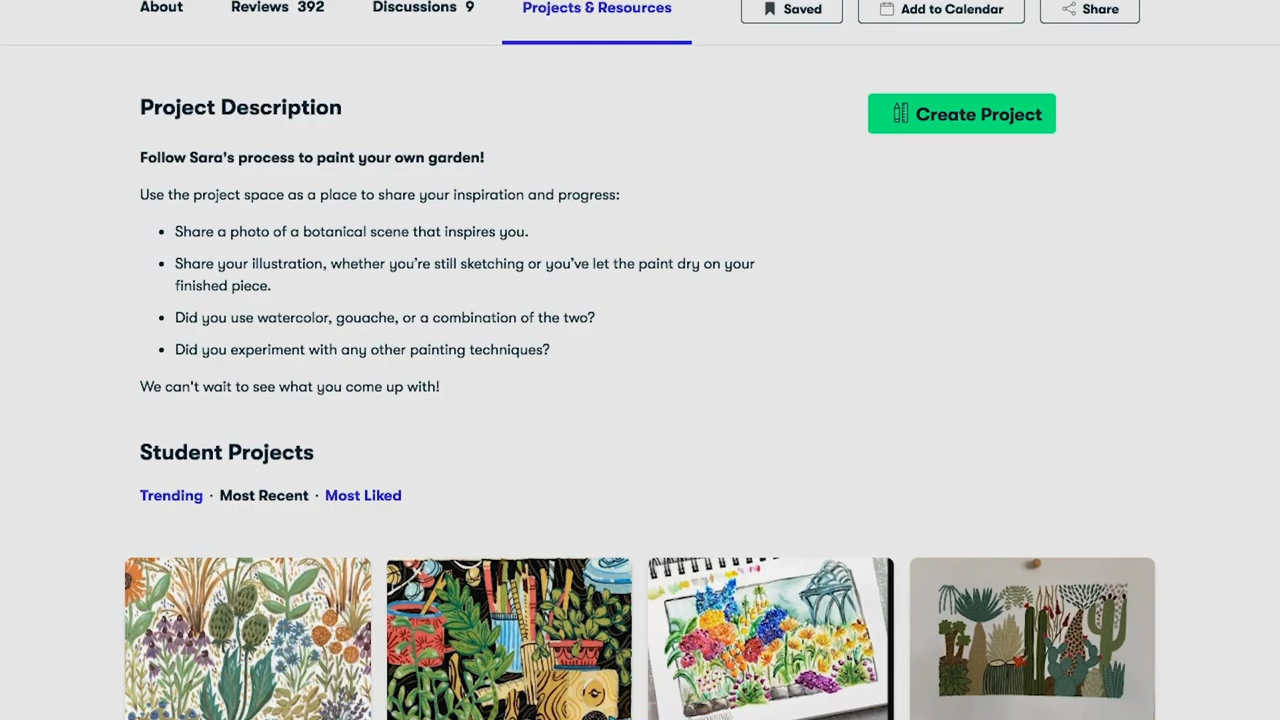 About Reviews 392 Discussions 9 Projects & Resources Saved Add to Calendar Share
Project Description
Create Project
Follow Sara's process to paint your own garden!
Use the project space as a place to share your inspiration and progress:
• Share a photo of a botanical scene that inspires you.
• Share your illustration, whether you’re still sketching or you’ve let the paint dry on your
finished piece.
• Did you use watercolor, gouache, or a combination of the two?
• Did you experiment with any other painting techniques?
We can't wait to see what you come up with!
Student Projects
Trending · Most Recent · Most Liked